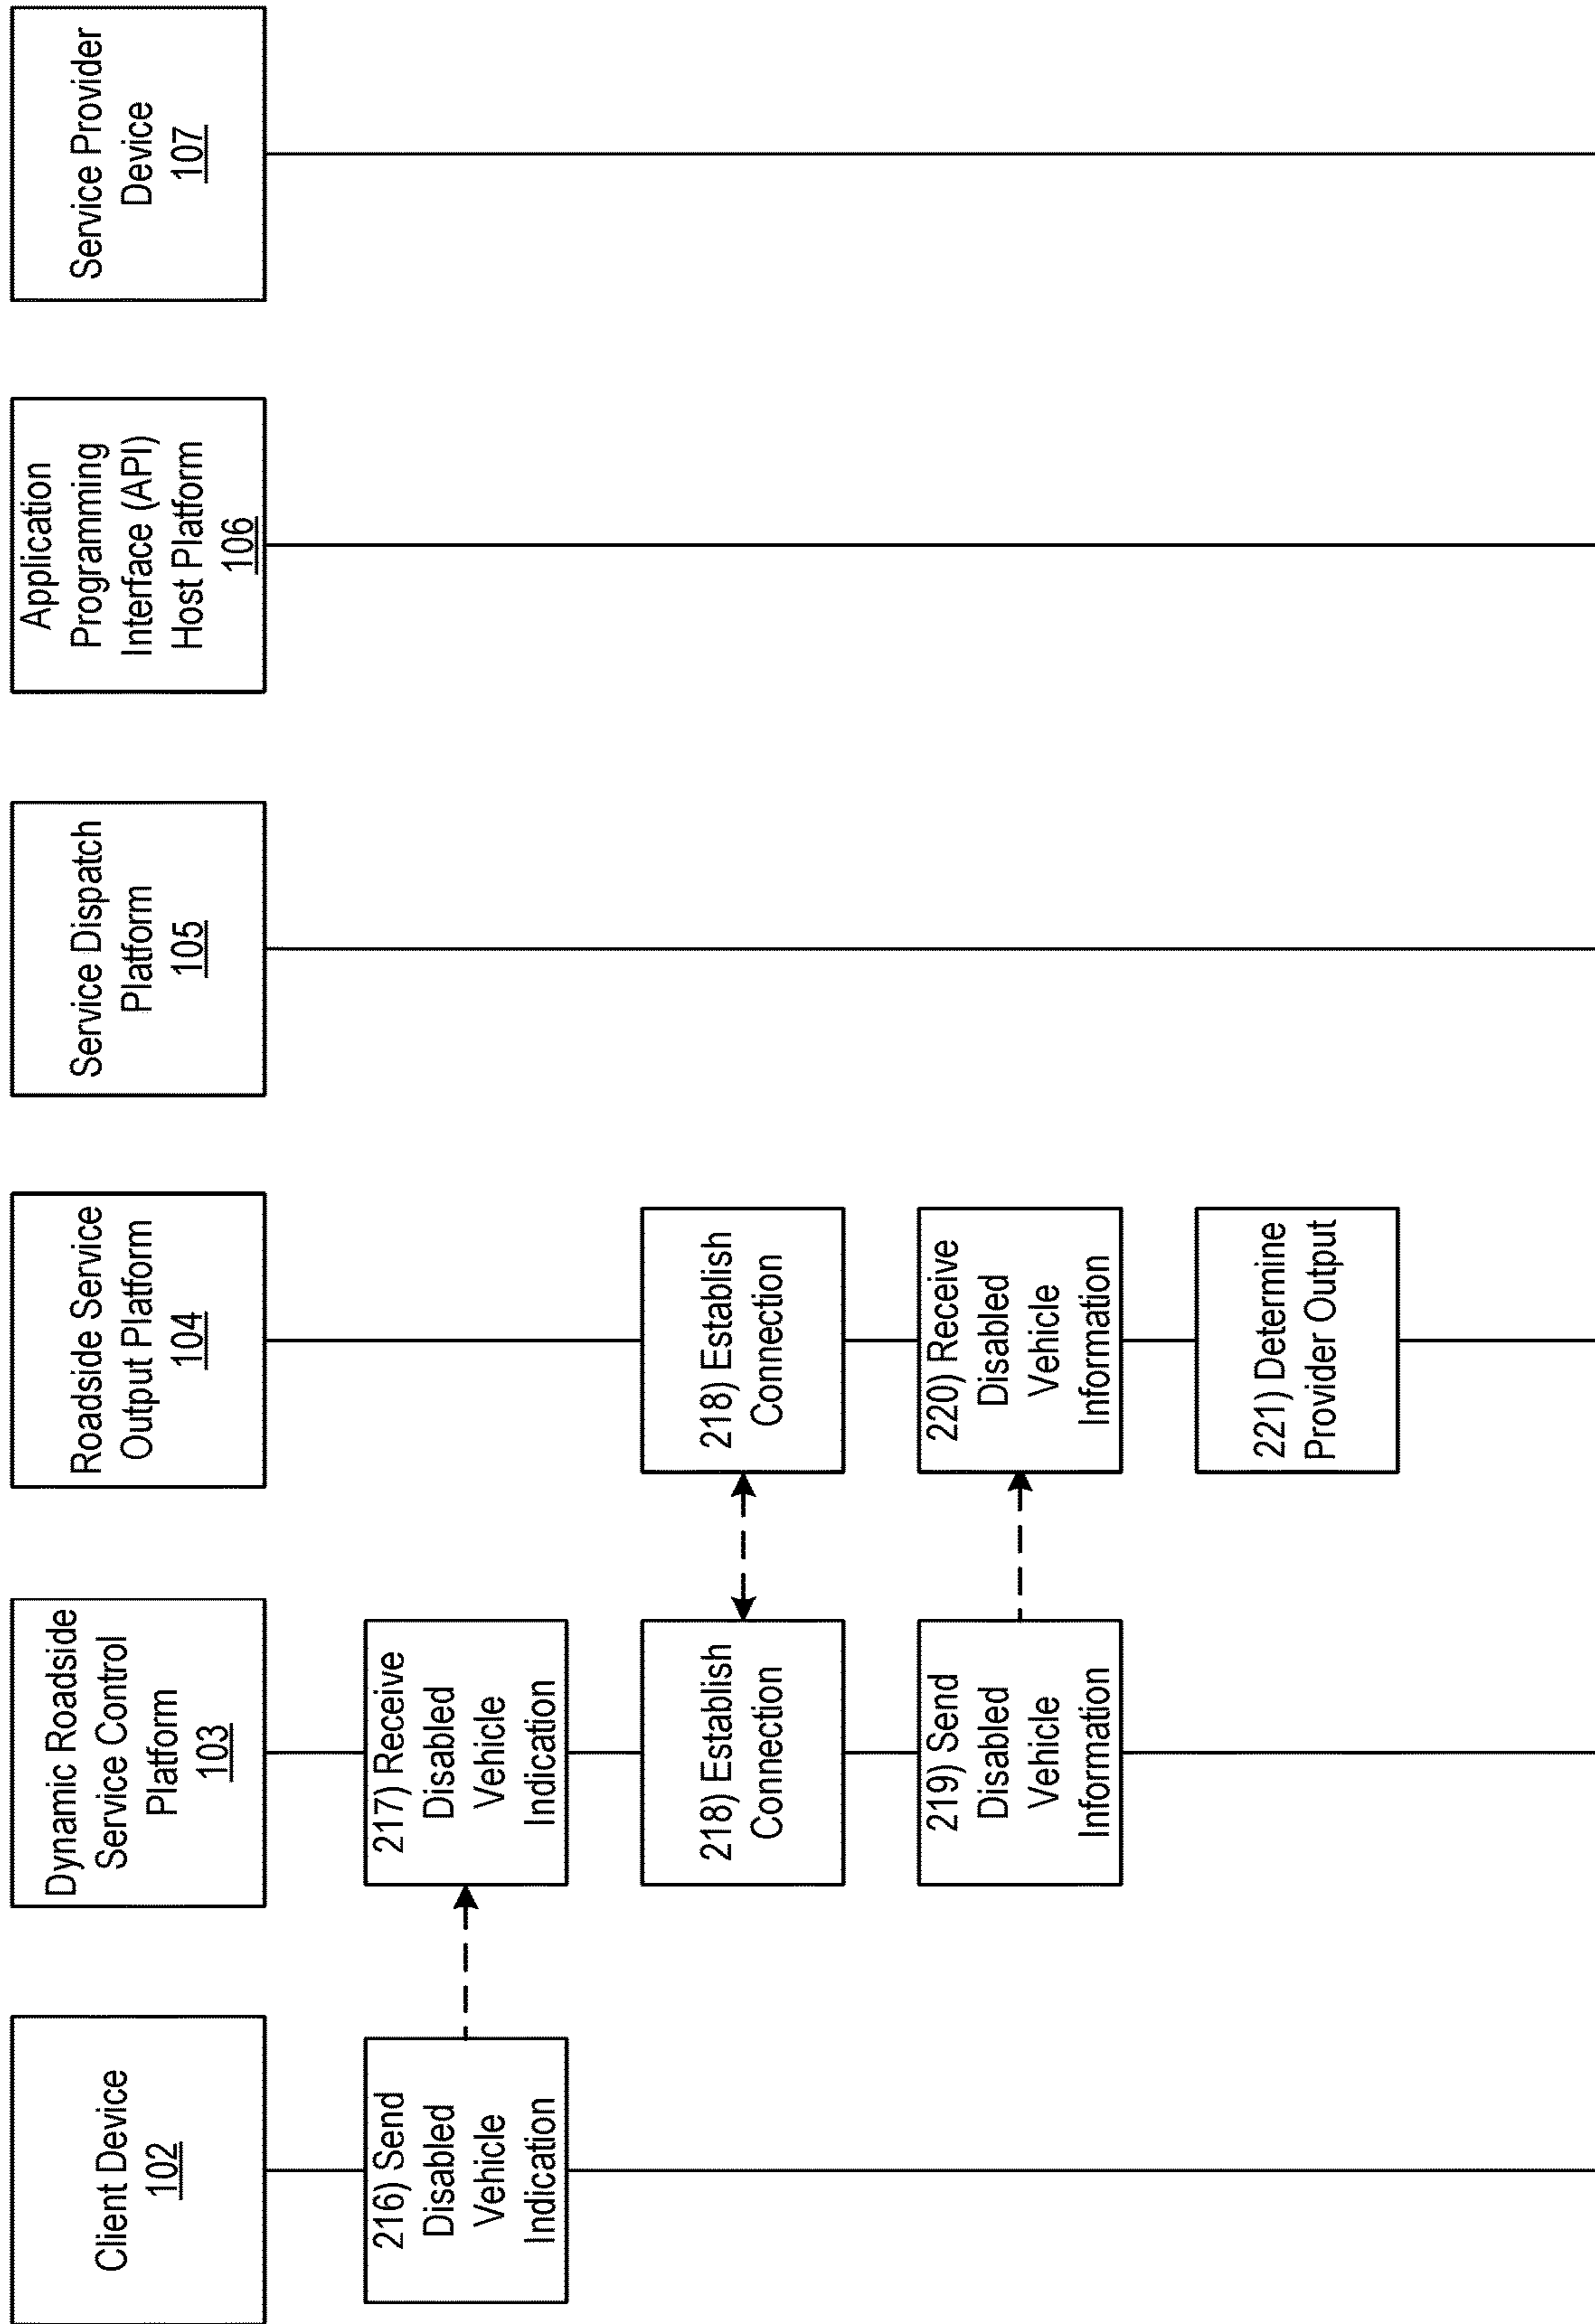 Client Device
102
Dynamic Roadside
Service Control
Platform
103
Roadside Service
Output Platform
104
Service Dispatch
Platform
105
Application
Programming
Interface (API)
Host Platform
106
Service Provider
Device
107
216) Send
Disabled
Vehicle
Indication
217) Receive
Disabled
Vehicle
Indication
218) Establish
Connection
218) Establish
Connection
219) Send
Disabled
Vehicle
Information
220) Receive
Disabled
Vehicle
Information
221) Determine
Provider Output